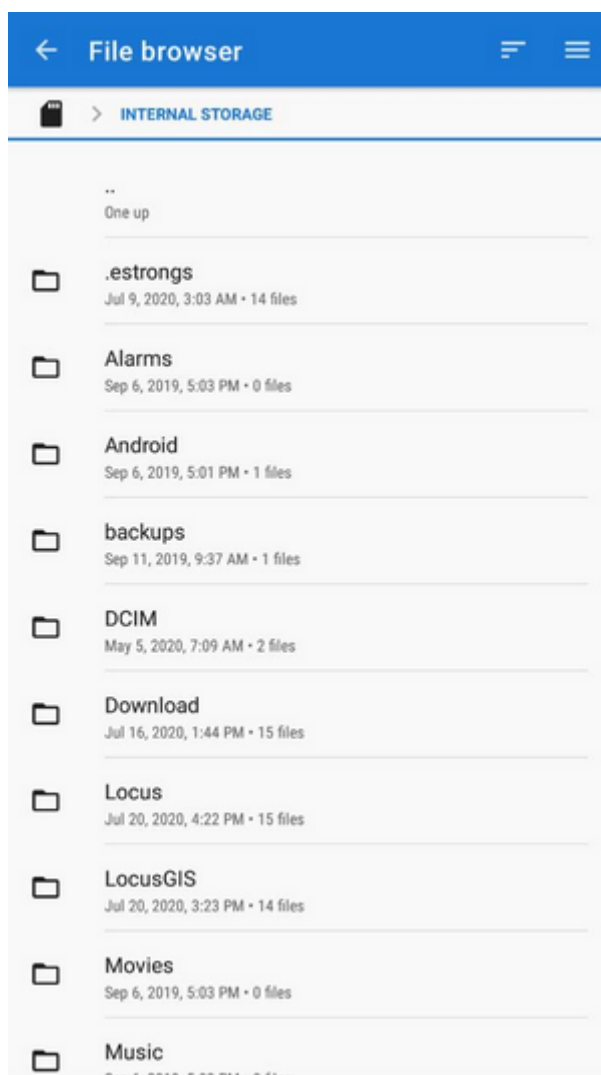 File browser
INTERNAL STORAGE
..
One up
.estrongs
Jul 9, 2020, 3:03 AM • 14 files
Alarms
Sep 6, 2019, 5:03 PM • 0 files
Android
Sep 6, 2019, 5:01 PM • 1 files
backups
Sep 11, 2019, 9:37 AM • 1 files
DCIM
May 5, 2020, 7:09 AM • 2 files
Download
Jul 16, 2020, 1:44 PM • 15 files
Locus
Jul 20, 2020, 4:22 PM • 15 files
LocusGIS
Jul 20, 2020, 3:23 PM • 14 files
Movies
Sep 6, 2019, 5:03 PM • 0 files
Music